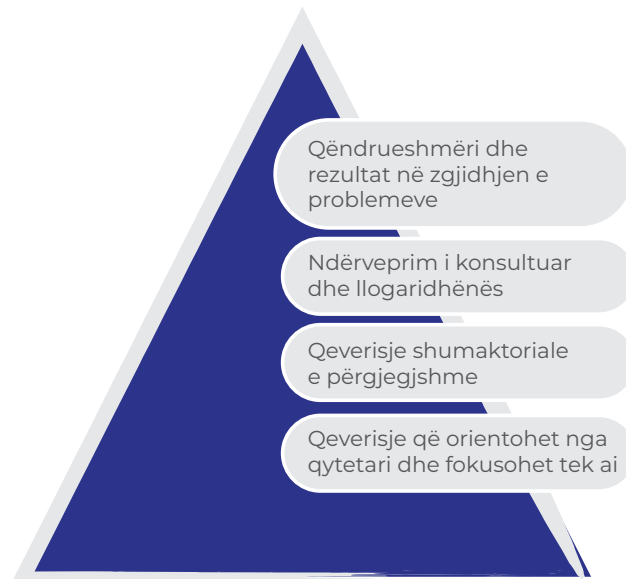 Qëndrueshmëri dhe
rezultat në zgjidhjen e
problemeve
Ndërveprim i konsultuar
dhe llogaridhënës
Qeverisje shumaktoriale
e përgjegjshme
Qeverisje që orientohet nga
qytetari dhe fokusohet tek ai